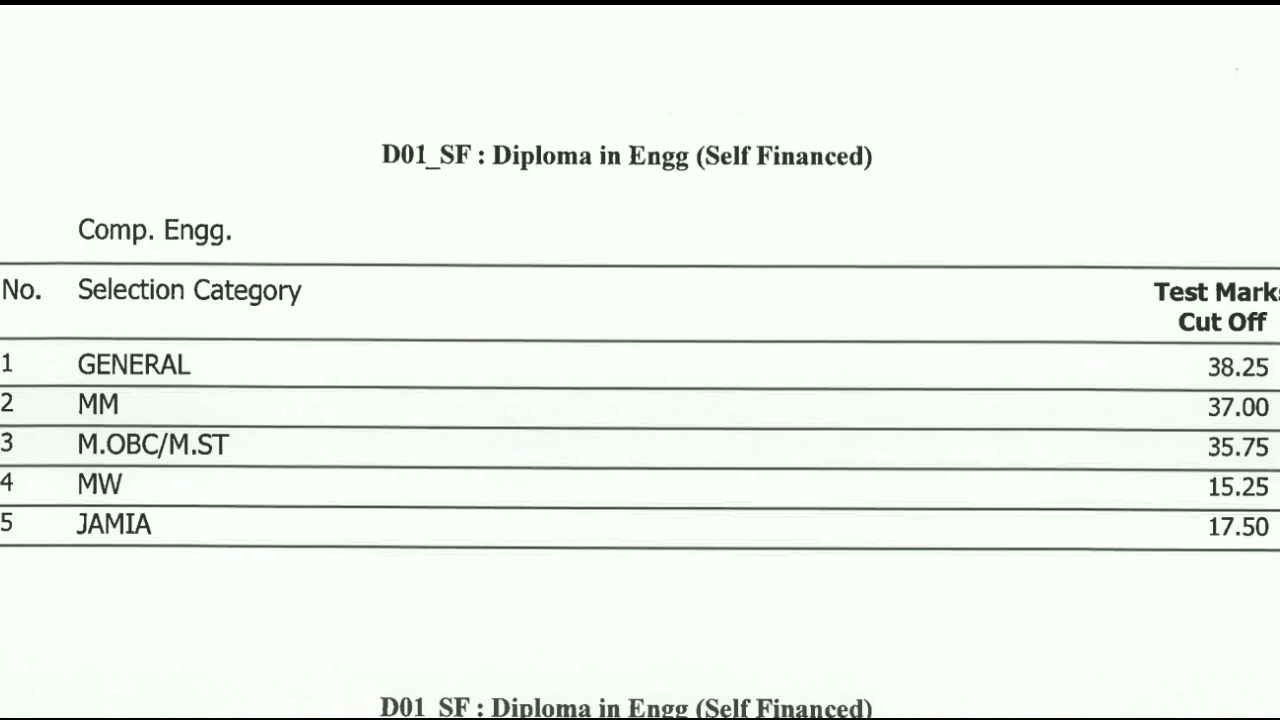 D01_SF : Diploma in Engg (Self Financed)
Comp. Engg.
No. Selection Category Test Marks
Cut Off
1 GENERAL 38.25
2 MM 37.00
3 M.OBC/M.ST 35.75
4 MW 15.25
5 JAMIA 17.50
D01_SF : Diploma in Engg (Self Financed)